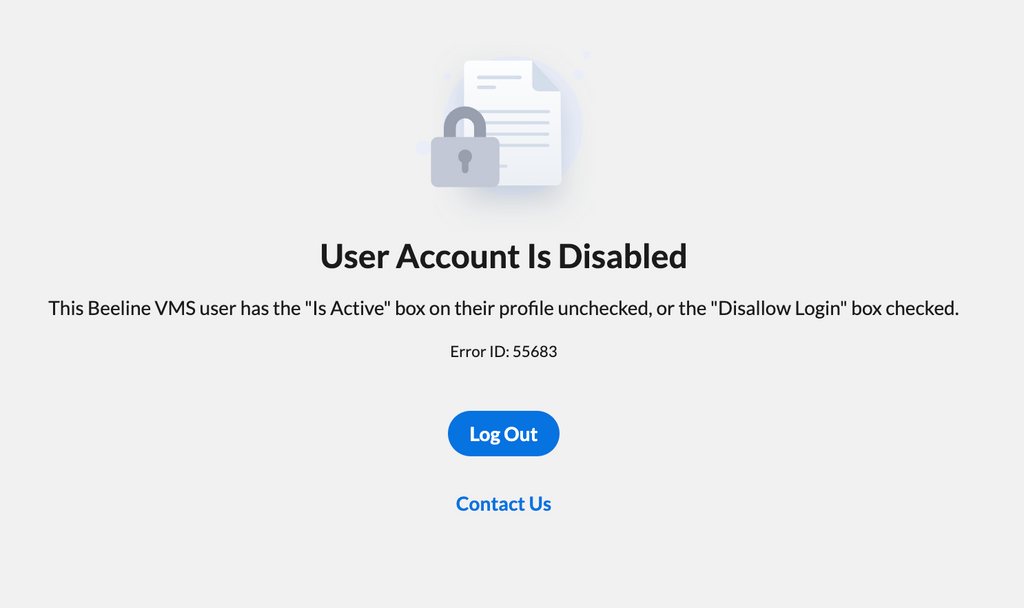 User Account Is Disabled
This Beeline VMS user has the "Is Active" box on their profile unchecked, or the "Disallow Login" box checked.
Error ID: 55683
Log Out
Contact Us